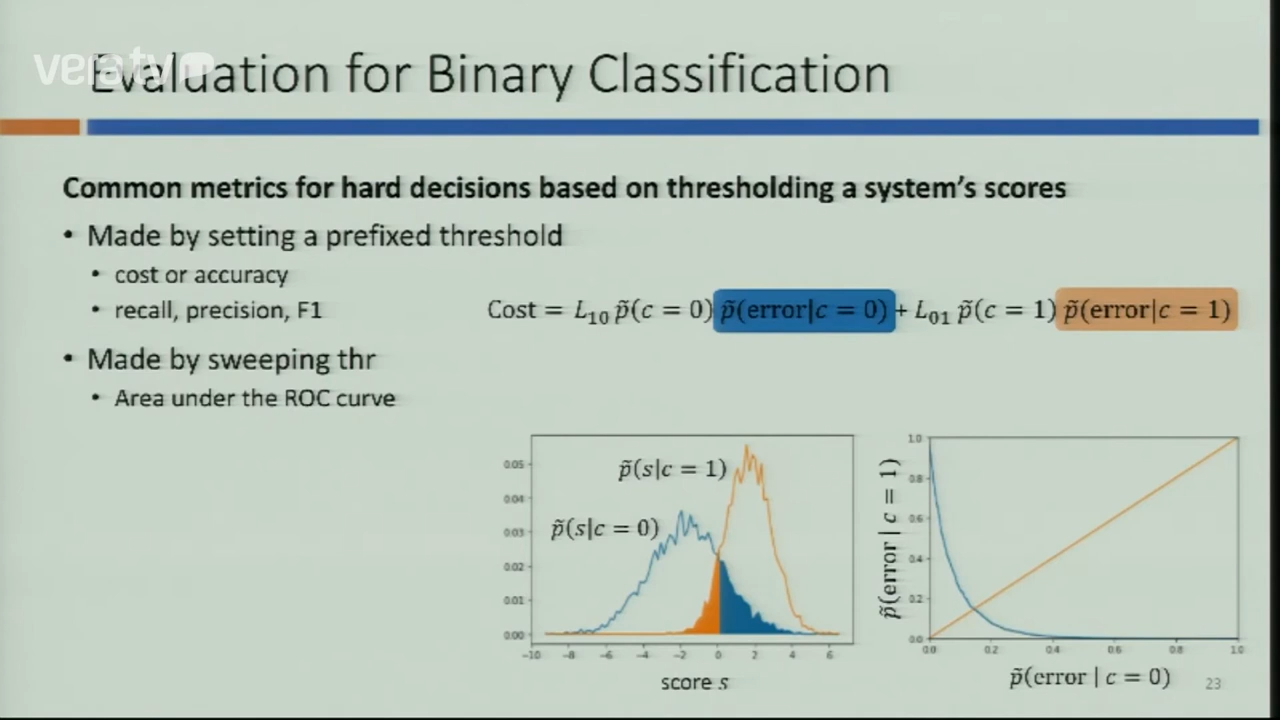 vera tv
Evaluation for Binary Classification
Common metrics for hard decisions based on thresholding a system's scores
• Made by setting a prefixed threshold
• cost or accuracy
• recall, precision, F1
Cost = L₁₀ p̃(c = 0) p̃(error|c = 0) + L₀₁ p̃(c = 1) p̃(error|c = 1)
• Made by sweeping thr
• Area under the ROC curve
p̃(s|c = 1)
p̃(s|c = 0)
0.05
0.04
0.03
0.02
0.01
0.00
−10 −8 −6 −4 −2 0 2 4 6
score s
p̃(error | c = 1)
1.0
0.8
0.6
0.4
0.2
0.0
0.0 0.2 0.4 0.6 0.8 1.0
p̃(error | c = 0)
23